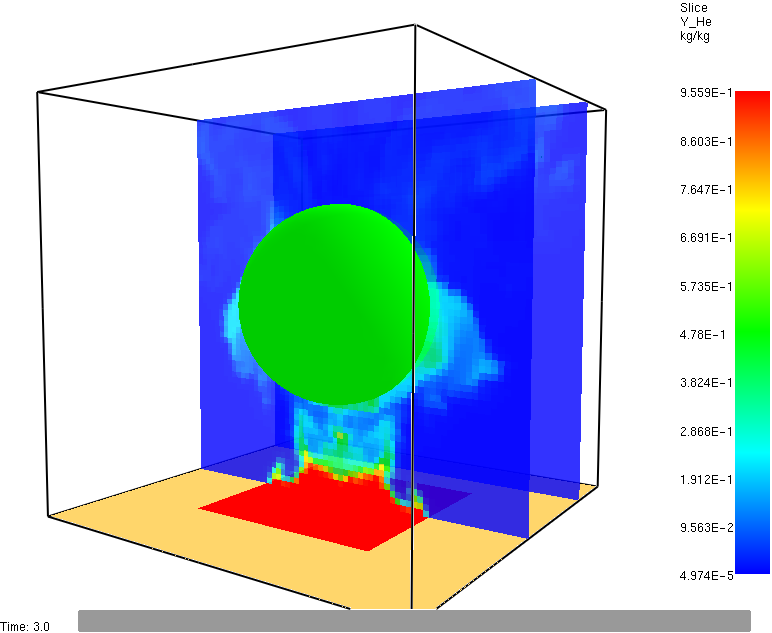 Slice
Y_He
kg/kg
9.559E-1
8.603E-1
7.647E-1
6.691E-1
5.735E-1
4.78E-1
3.824E-1
2.868E-1
1.912E-1
9.563E-2
4.974E-5
Time: 3.0